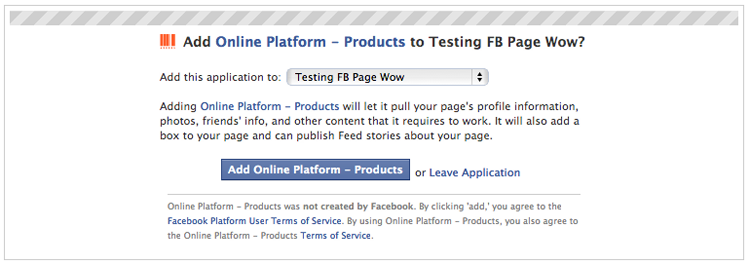 Add Online Platform – Products to Testing FB Page Wow?
Add this application to: Testing FB Page Wow
Adding Online Platform – Products will let it pull your page's profile information,
photos, friends' info, and other content that it requires to work. It will also add a
box to your page and can publish Feed stories about your page.
Add Online Platform – Products or Leave Application
Online Platform – Products was not created by Facebook. By clicking 'add,' you agree to the
Facebook Platform User Terms of Service. By using Online Platform – Products, you also agree to
the Online Platform – Products Terms of Service.